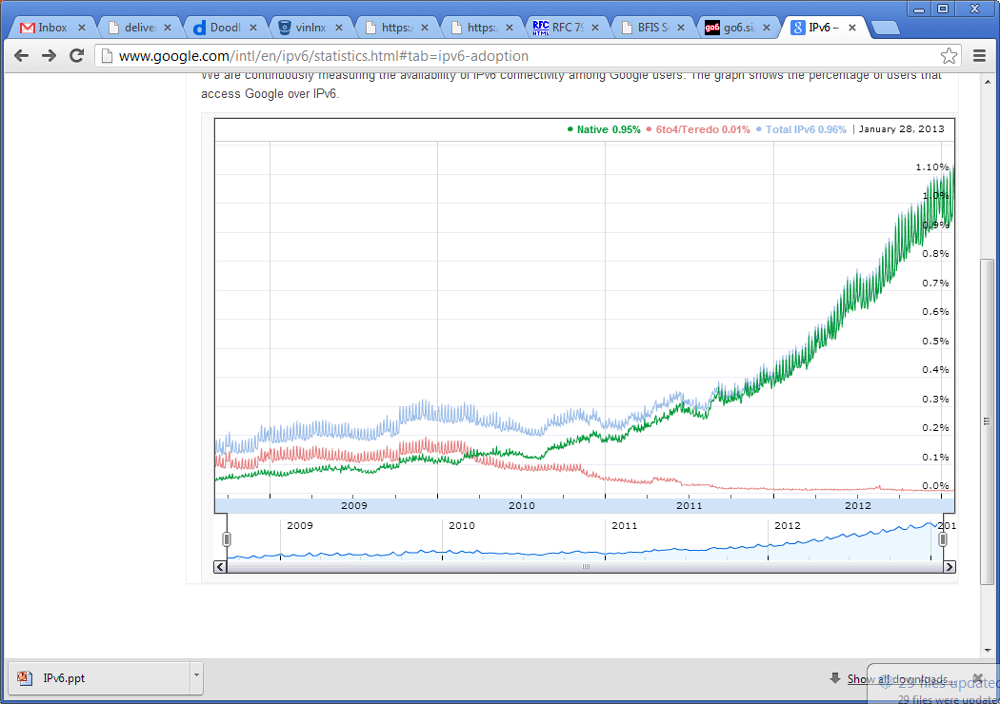 Inbox
deliver
Doodl
vinlnx
https:/
https:/
RFC HTML RFC 79
BFIS Se
go6 go6.si
IPv6 –
www.google.com/intl/en/ipv6/statistics.html#tab=ipv6-adoption
We are continuously measuring the availability of IPv6 connectivity among Google users. The graph shows the percentage of users that
access Google over IPv6.
Native 0.95% 6to4/Teredo 0.01% Total IPv6 0.96% | January 28, 2013
1.10%
1.0%
0.9%
0.8%
0.7%
0.6%
0.5%
0.4%
0.3%
0.2%
0.1%
0.0%
2009 2010 2011 2012
2009 2010 2011 2012 201
IPv6.ppt
Show all downloads...
29 files updated
29 files were update